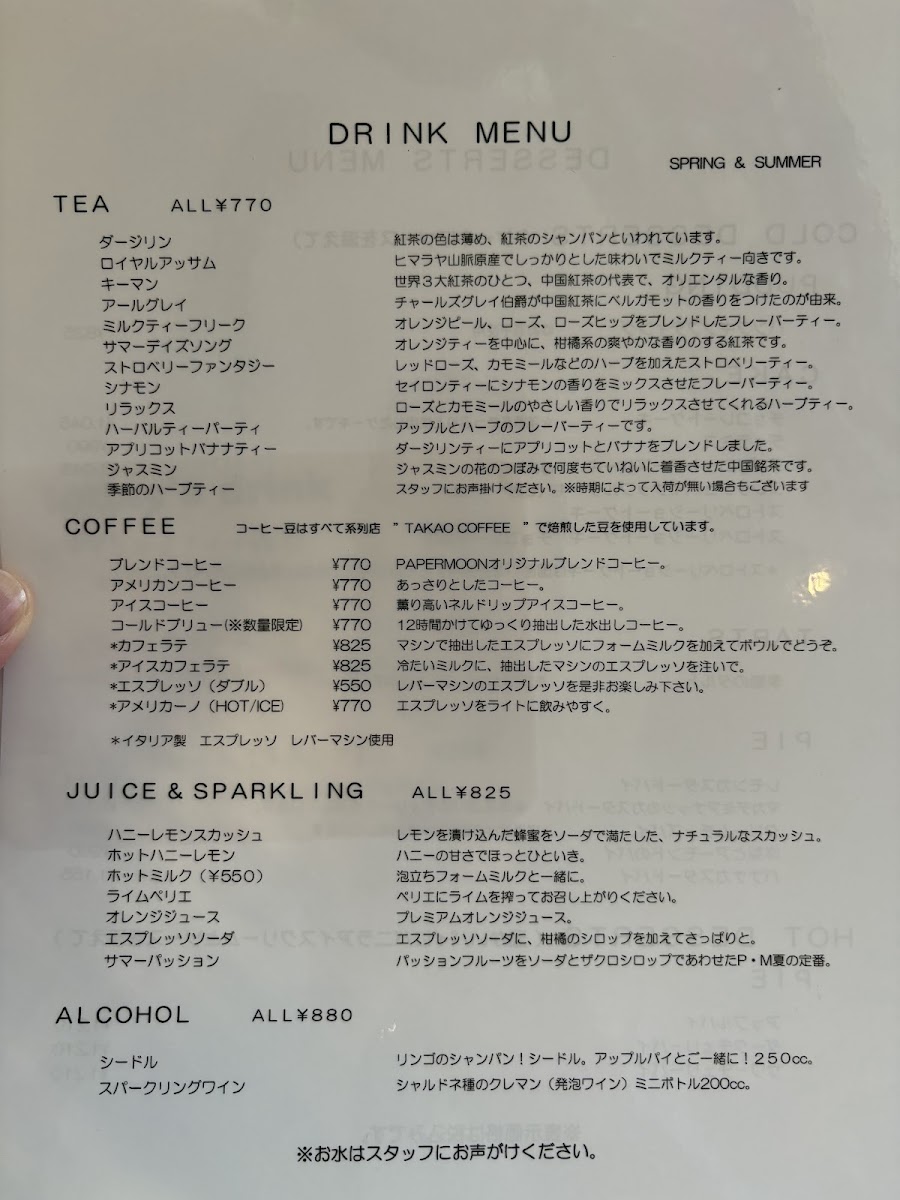 DRINK MENU
SPRING & SUMMER
TEA ALL¥770
ダージリン 紅茶の色は薄め、紅茶のシャンパンといわれています。
ロイヤルアッサム ヒマラヤ山脈原産でしっかりとした味わいでミルクティー向きです。
キーマン 世界3大紅茶のひとつ、中国紅茶の代表で、オリエンタルな香り。
アールグレイ チャールズグレイ伯爵が中国紅茶にベルガモットの香りをつけたのが由来。
ミルクティーフリーク オレンジピール、ローズ、ローズヒップをブレンドしたフレーバーティー。
サマーデイズソング オレンジティーを中心に、柑橘系の爽やかな香りのする紅茶です。
ストロベリーファンタジー レッドローズ、カモミールなどのハーブを加えたストロベリーティー。
シナモン セイロンティーにシナモンの香りをミックスさせたフレーバーティー。
リラックス ローズとカモミールのやさしい香りでリラックスさせてくれるハーブティー。
ハーバルティーパーティ アップルとハーブのフレーバーティーです。
アプリコットバナナティー ダージリンティーにアプリコットとバナナをブレンドしました。
ジャスミン ジャスミンの花のつぼみで何度もていねいに着香させた中国銘茶です。
季節のハーブティー スタッフにお声掛けください。※時期によって入荷が無い場合もございます
COFFEE コーヒー豆はすべて系列店 ”TAKAO COFFEE ”で焙煎した豆を使用しています。
ブレンドコーヒー ¥770 PAPERMOONオリジナルブレンドコーヒー。
アメリカンコーヒー ¥770 あっさりとしたコーヒー。
アイスコーヒー ¥770 薫り高いネルドリップアイスコーヒー。
コールドブリュー(※数量限定) ¥770 12時間かけてゆっくり抽出した水出しコーヒー。
*カフェラテ ¥825 マシンで抽出したエスプレッソにフォームミルクを加えてボウルでどうぞ。
*アイスカフェラテ ¥825 冷たいミルクに、抽出したマシンのエスプレッソを注いで。
*エスプレッソ（ダブル） ¥550 レバーマシンのエスプレッソを是非お楽しみ下さい。
*アメリカーノ（HOT/ICE) ¥770 エスプレッソをライトに飲みやすく。
*イタリア製 エスプレッソ レバーマシン使用
JUICE & SPARKLING ALL¥825
ハニーレモンスカッシュ レモンを漬け込んだ蜂蜜をソーダで満たした、ナチュラルなスカッシュ。
ホットハニーレモン ハニーの甘さでほっとひといき。
ホットミルク（¥550） 泡立ちフォームミルクと一緒に。
ライムペリエ ペリエにライムを搾ってお召し上がりください。
オレンジジュース プレミアムオレンジジュース。
エスプレッソソーダ エスプレッソソーダに、柑橘のシロップを加えてさっぱりと。
サマーパッション パッションフルーツをソーダとザクロシロップであわせたP・M夏の定番。
ALCOHOL ALL¥880
シードル リンゴのシャンパン！シードル。アップルパイとご一緒に！250cc。
スパークリングワイン シャルドネ種のクレマン（発泡ワイン）ミニボトル200cc。
※お水はスタッフにお声がけください。